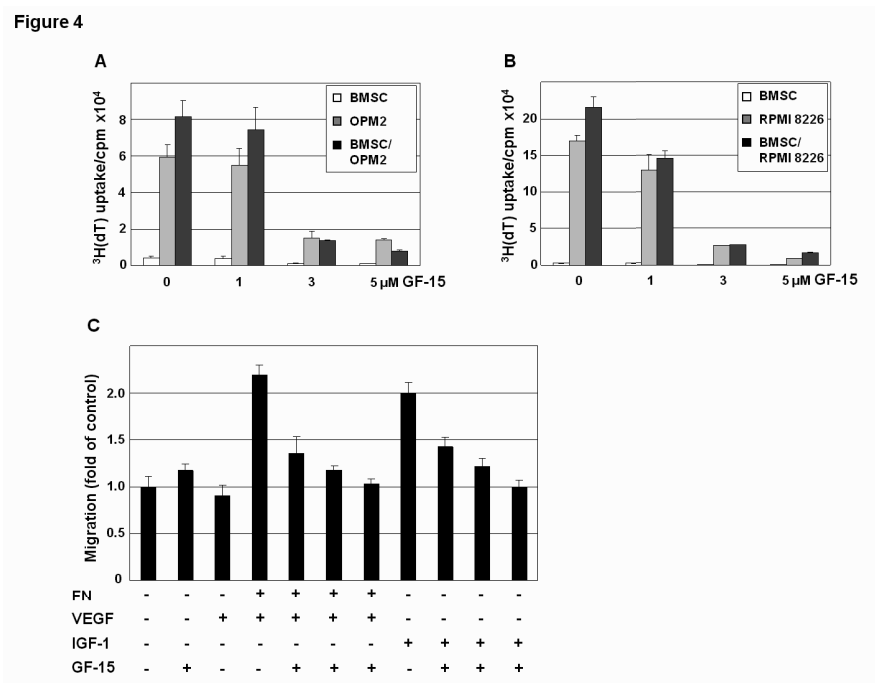 Figure 4
A
³H(dT) uptake/cpm x10⁴
8
6
4
2
0
BMSC
OPM2
BMSC/
OPM2
0 1 3 5 µM GF-15
B
³H(dT) uptake/cpm x10⁴
20
15
10
5
0
BMSC
RPMI 8226
BMSC/
RPMI 8226
0 1 3 5 µM GF-15
C
Migration (fold of control)
2.0
1.5
1.0
0.5
0
FN - - - + + + + - - - -
VEGF - - + + + + + - - - -
IGF-1 - - - - - - - + + + +
GF-15 - + - - + + + - + + +